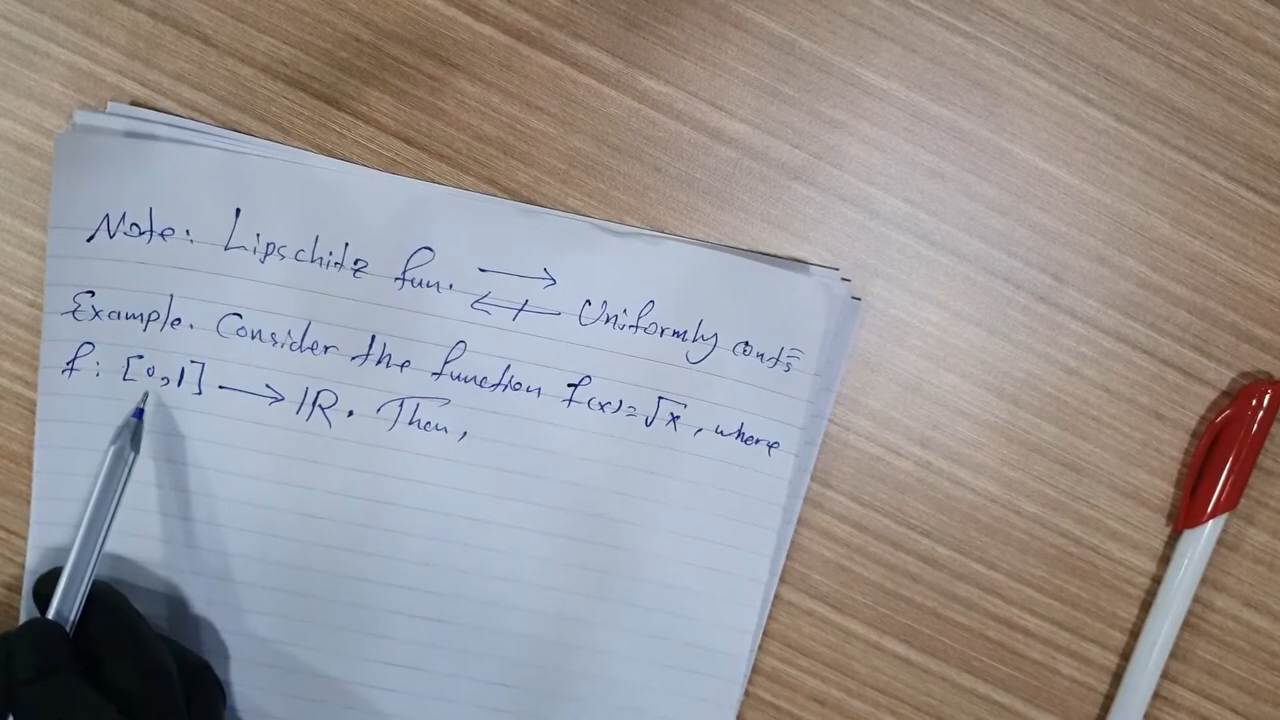 Note: Lipschitz fun. → ↚ Uniformly conts
Example. Consider the function f(x)=√x, where
f: [0,1] → IR. Then,